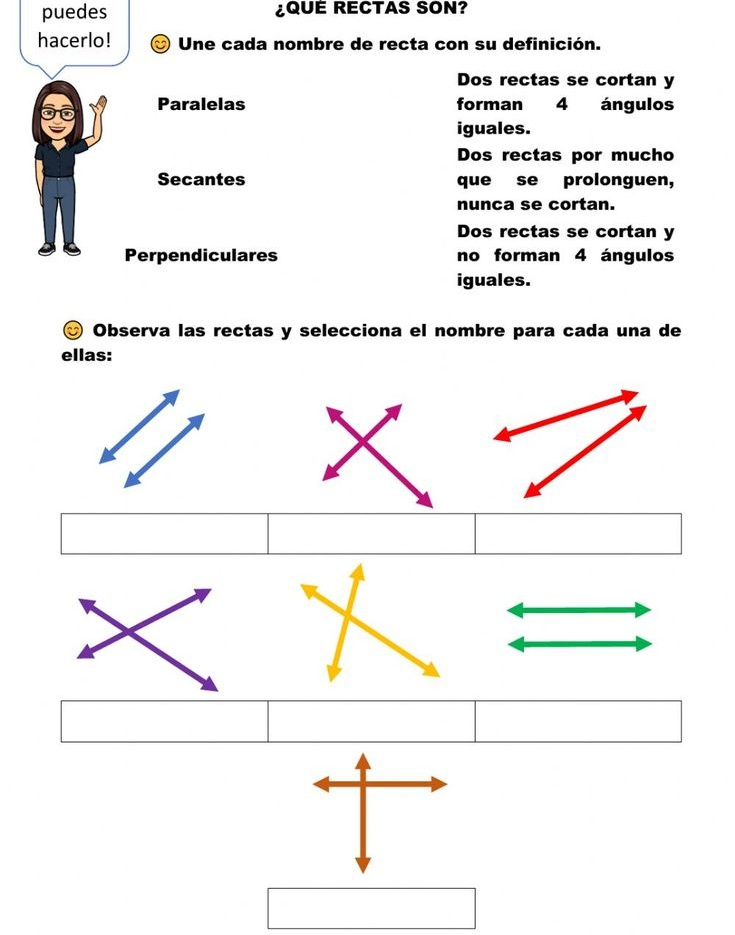 puedes
hacerlo!
¿QUÉ RECTAS SON?
Une cada nombre de recta con su definición.
Paralelas
Dos rectas se cortan y
forman 4 ángulos
iguales.
Secantes
Dos rectas por mucho
que se prolonguen,
nunca se cortan.
Perpendiculares
Dos rectas se cortan y
no forman 4 ángulos
iguales.
Observa las rectas y selecciona el nombre para cada una de
ellas: